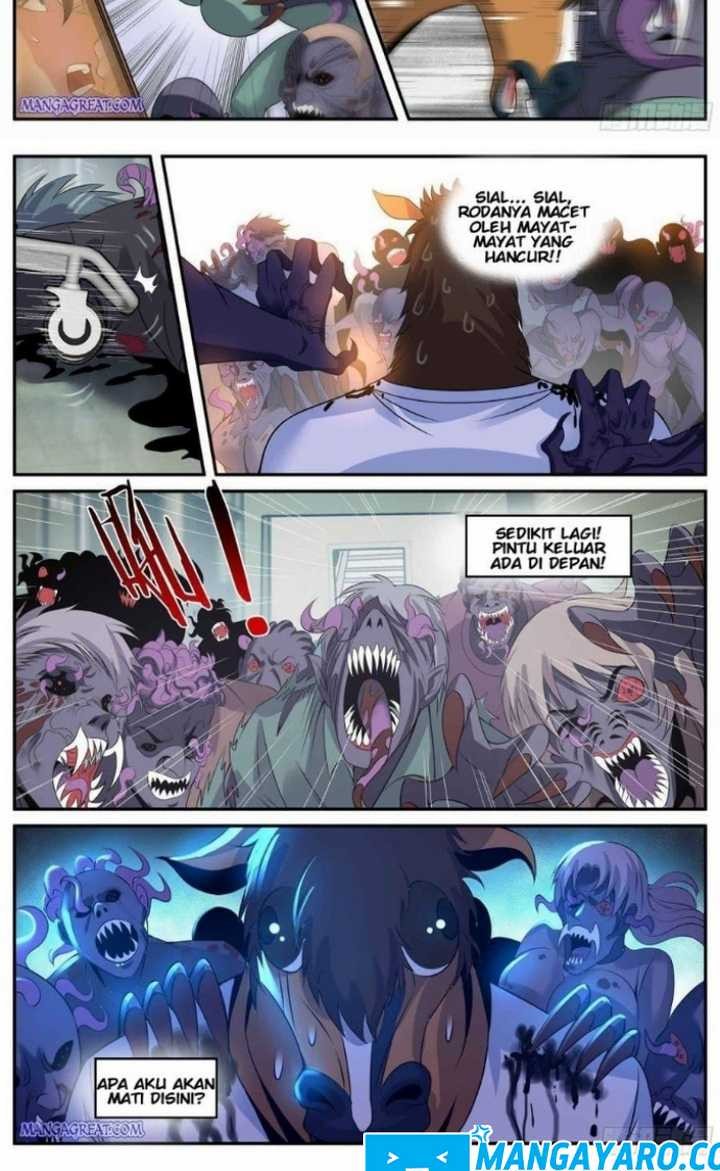 MANGAGREAT.COM
SIAL... SIAL,
RODANYA MACET
OLEH MAYAT-
MAYAT YANG
HANCUR!!
SEDIKIT LAGI!
PINTU KELUAR
ADA DI DEPAN!
APA AKU AKAN
MATI DISINI?
MANGAGREAT.COM
MANGAYARO.CO